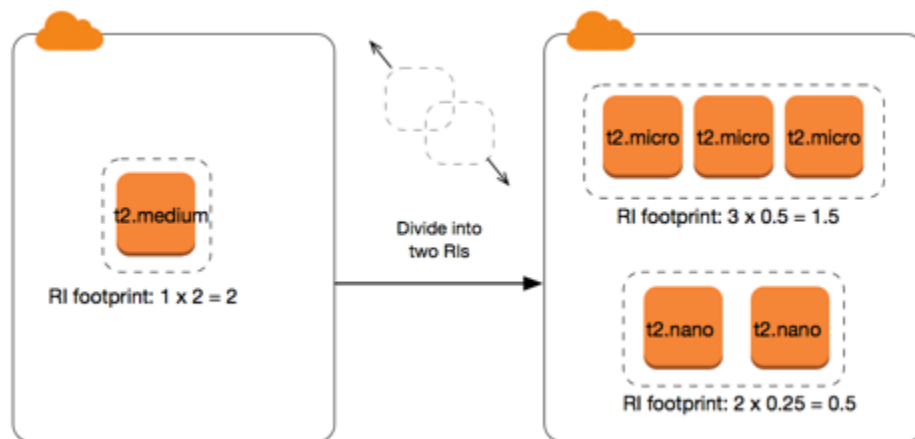 t2.medium
RI footprint: 1 x 2 = 2
Divide into
two RIs
t2.micro t2.micro t2.micro
RI footprint: 3 x 0.5 = 1.5
t2.nano t2.nano
RI footprint: 2 x 0.25 = 0.5